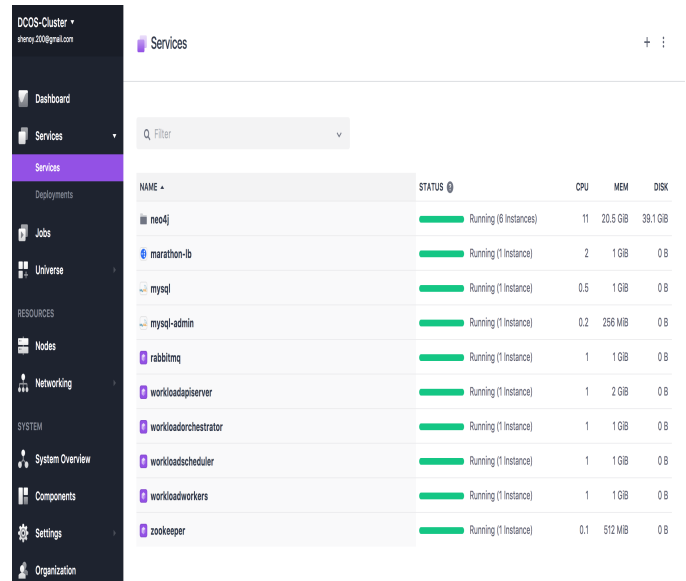 DCOS-Cluster
shenoy.200@gmail.com
Services
Dashboard
Services
Filter
Services
Deployments
NAME STATUS ? CPU MEM DISK
neo4j Running (6 Instances) 11 20.5 GiB 39.1 GiB
Jobs
marathon-lb Running (1 Instance) 2 1 GiB 0 B
Universe
mysql Running (1 Instance) 0.5 1 GiB 0 B
RESOURCES
mysql-admin Running (1 Instance) 0.2 256 MiB 0 B
Nodes
rabbitmq Running (1 Instance) 1 1 GiB 0 B
Networking
workloadapiserver Running (1 Instance) 1 2 GiB 0 B
SYSTEM
workloadorchestrator Running (1 Instance) 1 1 GiB 0 B
System Overview
workloadscheduler Running (1 Instance) 1 1 GiB 0 B
Components
workloadworkers Running (1 Instance) 1 1 GiB 0 B
Settings
zookeeper Running (1 Instance) 0.1 512 MiB 0 B
Organization